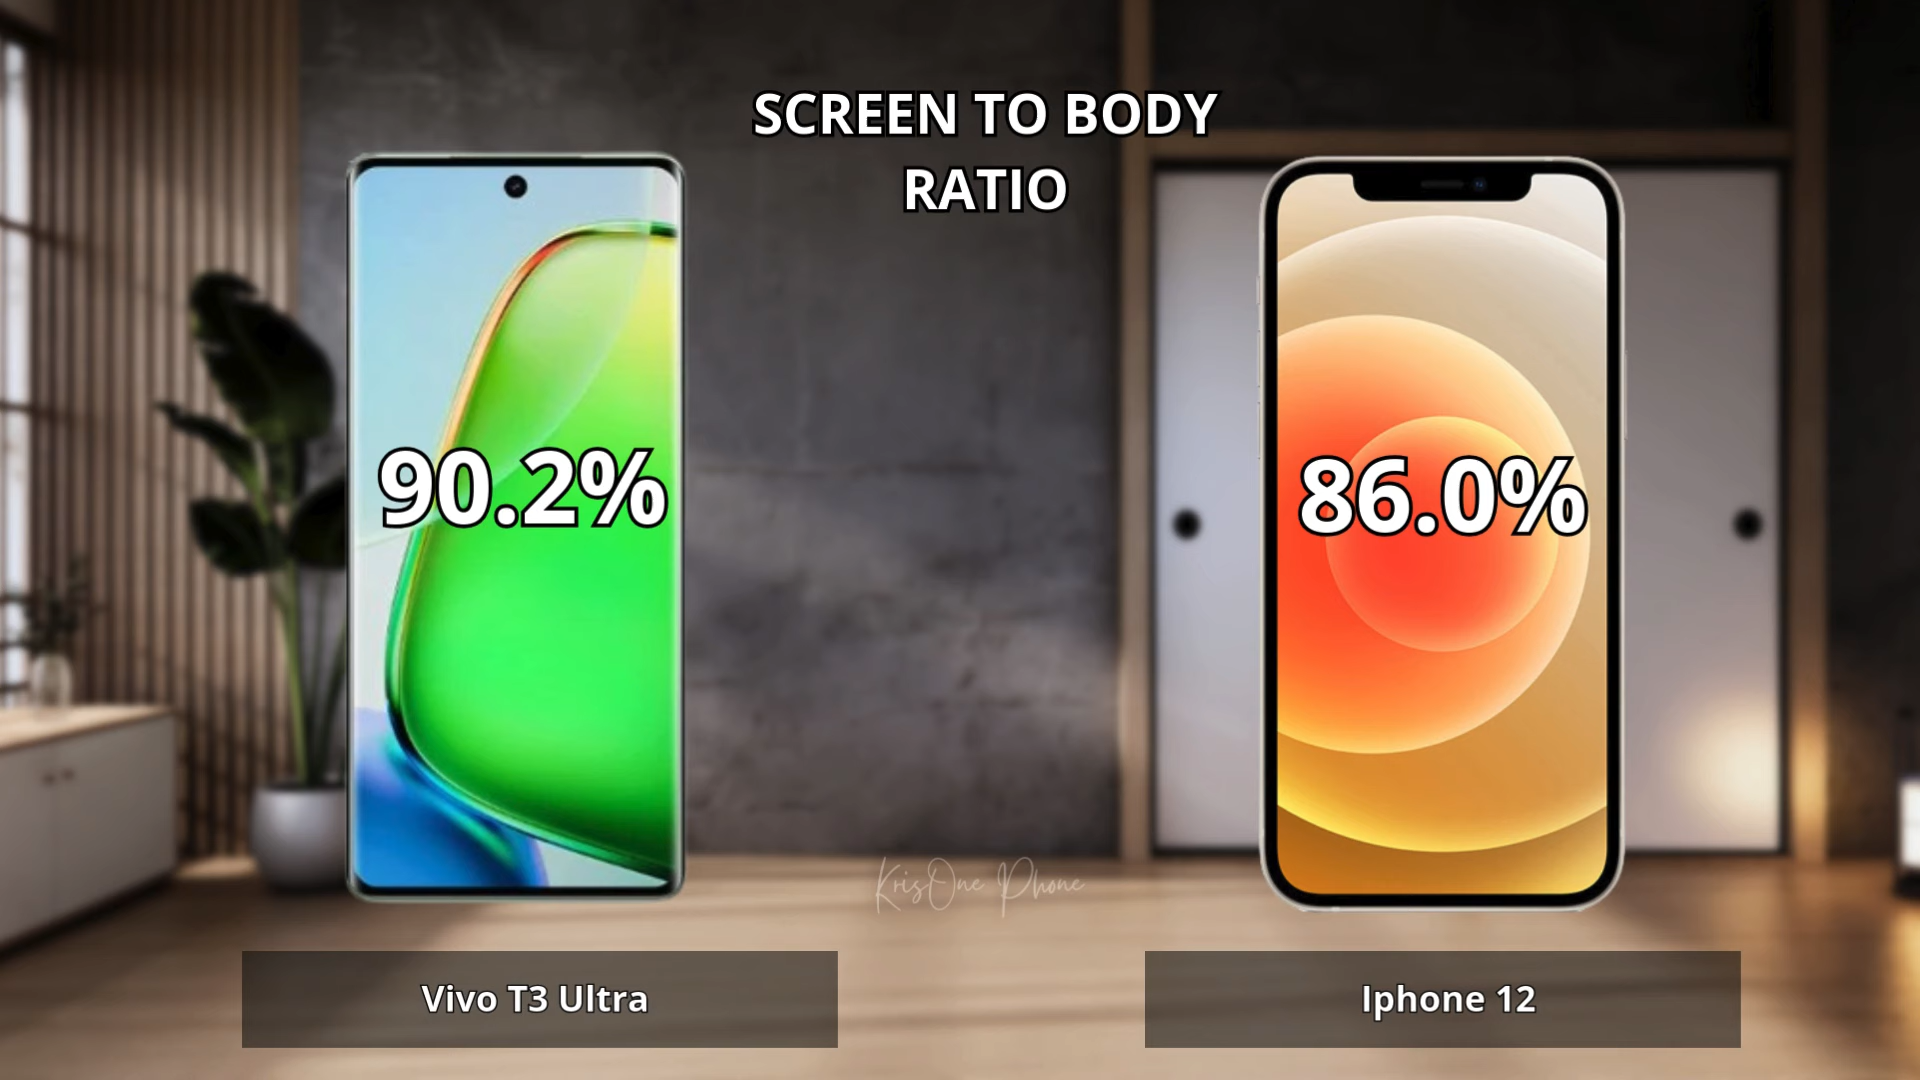 SCREEN TO BODY
RATIO
90.2%
86.0%
KrisOne Phone
Vivo T3 Ultra
Iphone 12